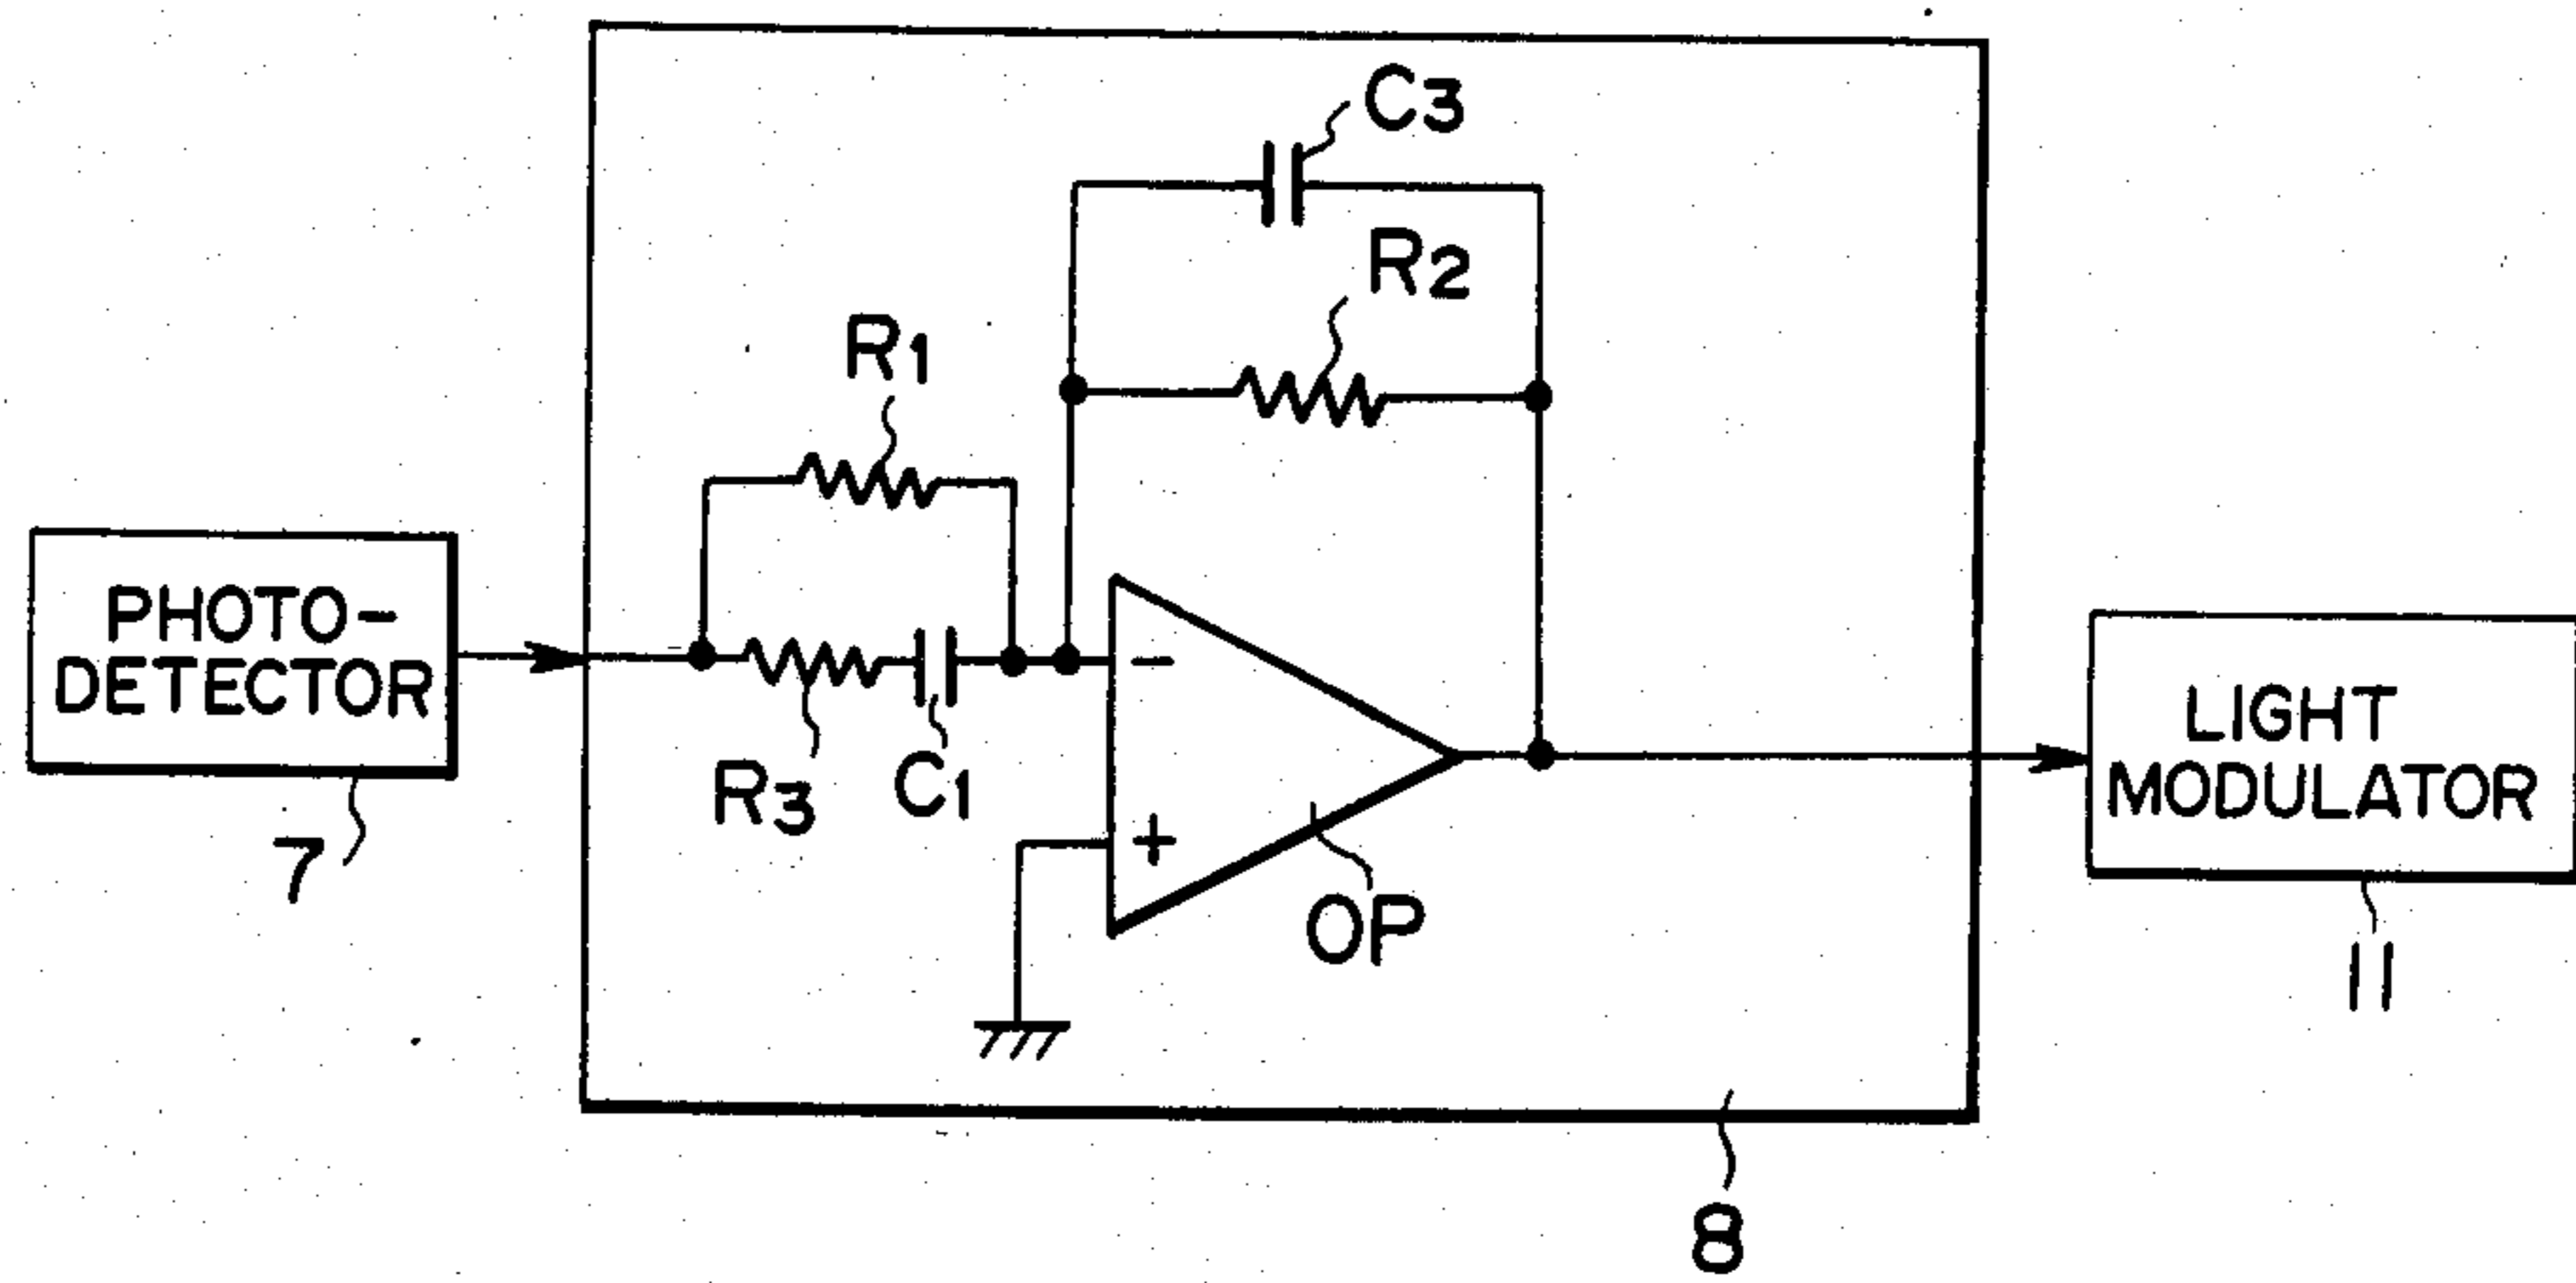 C3
R2
R1
PHOTO-
DETECTOR
7
R3
C1
−
+
OP
LIGHT
MODULATOR
11
8